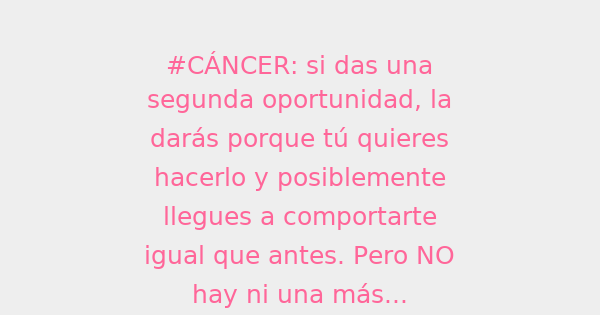 #CÁNCER: si das una
segunda oportunidad, la
darás porque tú quieres
hacerlo y posiblemente
llegues a comportarte
igual que antes. Pero NO
hay ni una más...